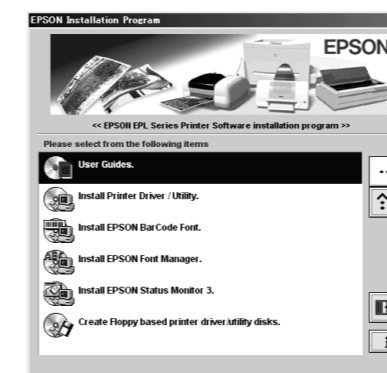 EPSON Installation Program
EPSON
<< EPSON EPL Series Printer Software installation program >>
Please select from the following items
User Guides.
Install Printer Driver / Utility.
Install EPSON BarCode Font.
Install EPSON Font Manager.
Install EPSON Status Monitor 3.
Create Floppy based printer driver/utility disks.